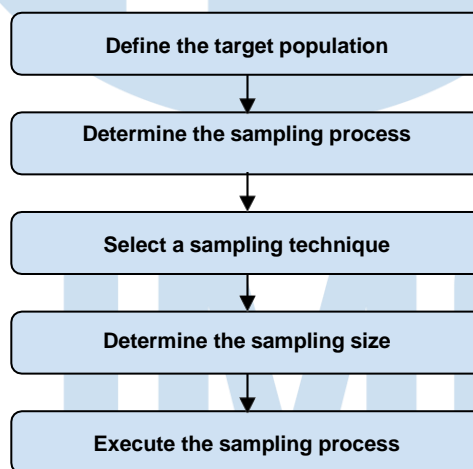 Define the target population
Determine the sampling process
Select a sampling technique
Determine the sampling size
Execute the sampling process